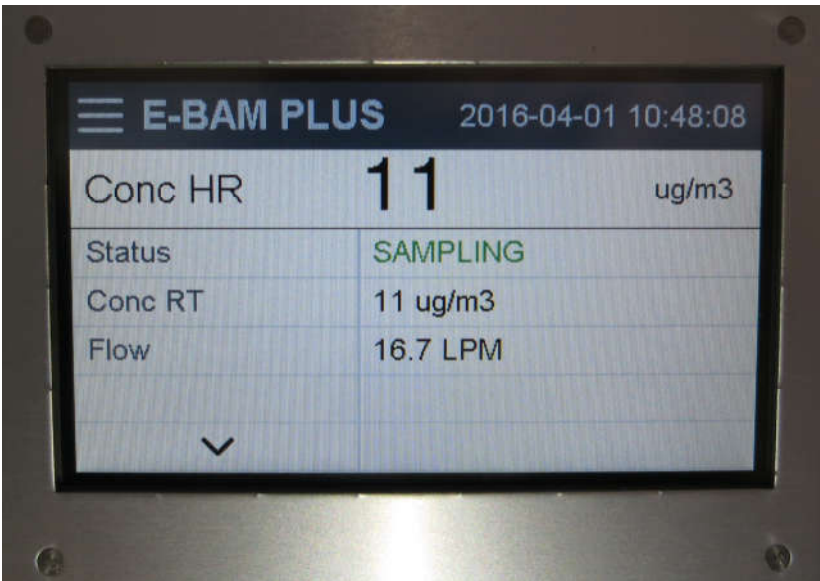 E-BAM PLUS 2016-04-01 10:48:08
Conc HR 11 ug/m3
Status SAMPLING
Conc RT 11 ug/m3
Flow 16.7 LPM